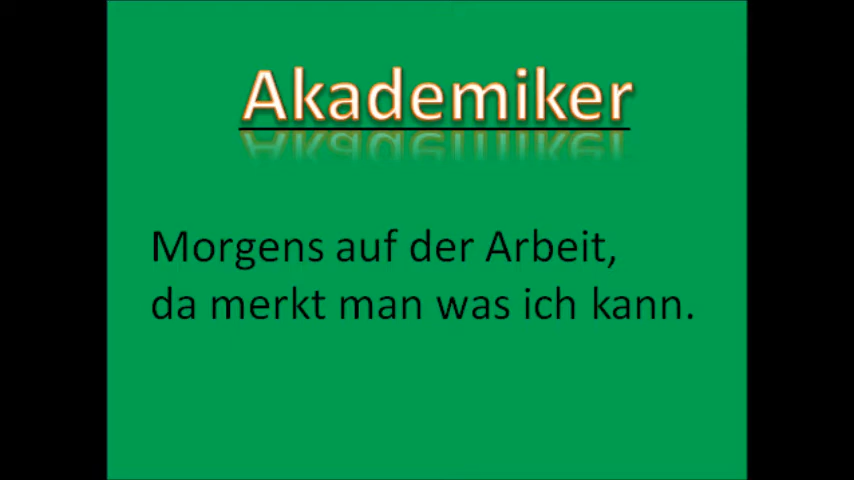 Akademiker
Morgens auf der Arbeit,
da merkt man was ich kann.